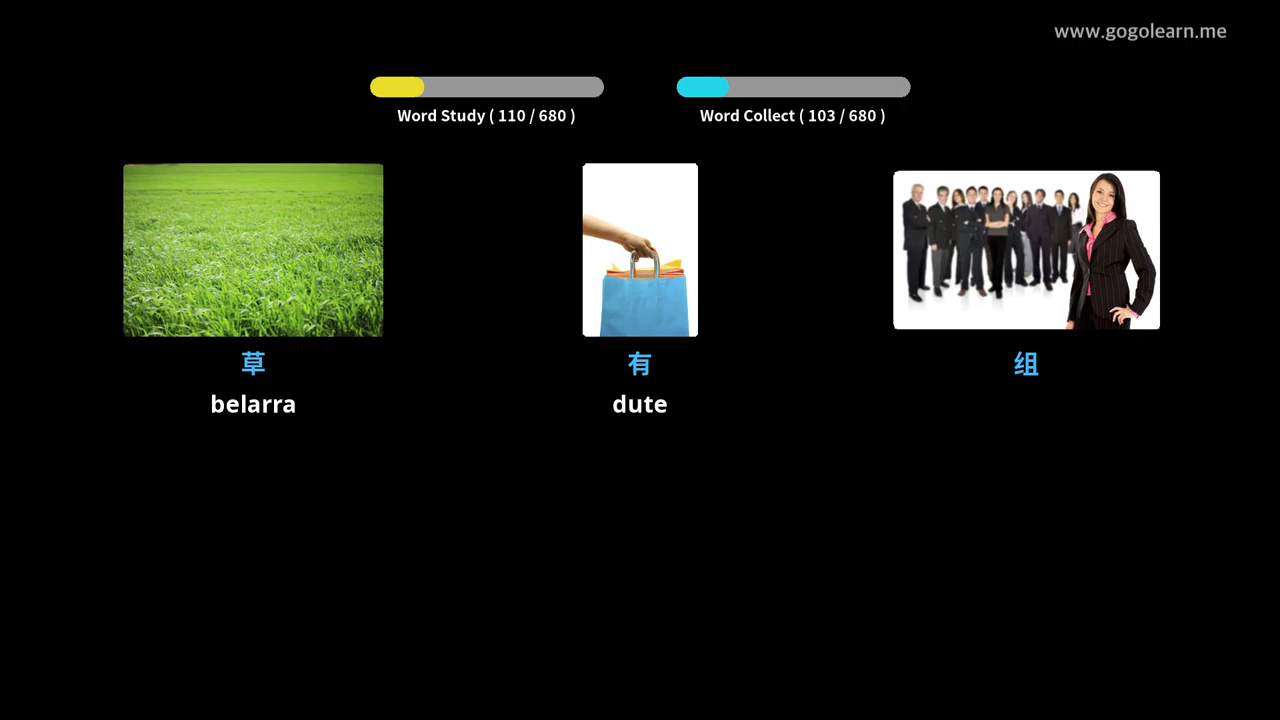 www.gogolearn.me
Word Study ( 110 / 680 )
Word Collect ( 103 / 680 )
草
有
组
belarra
dute